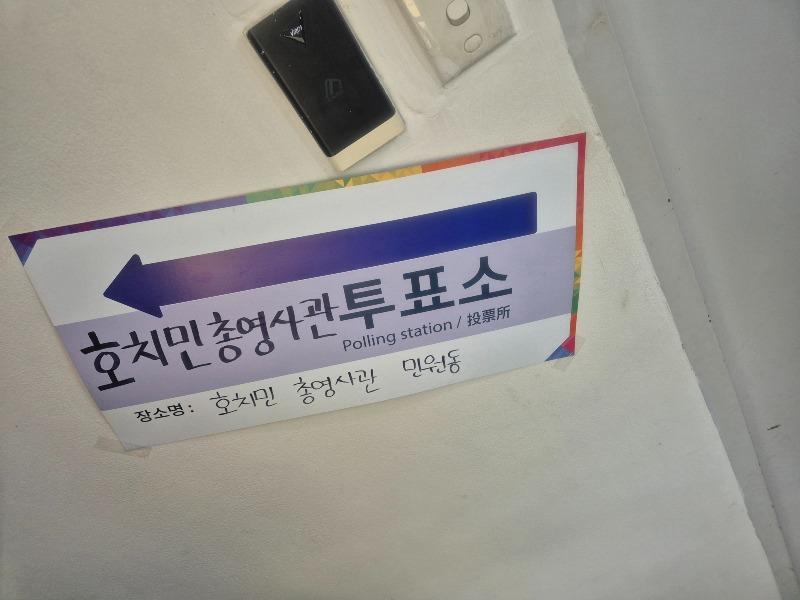 호치민 총영사관 투표소
Polling station / 投票所
장소명 : 호치민 총영사관 민원동